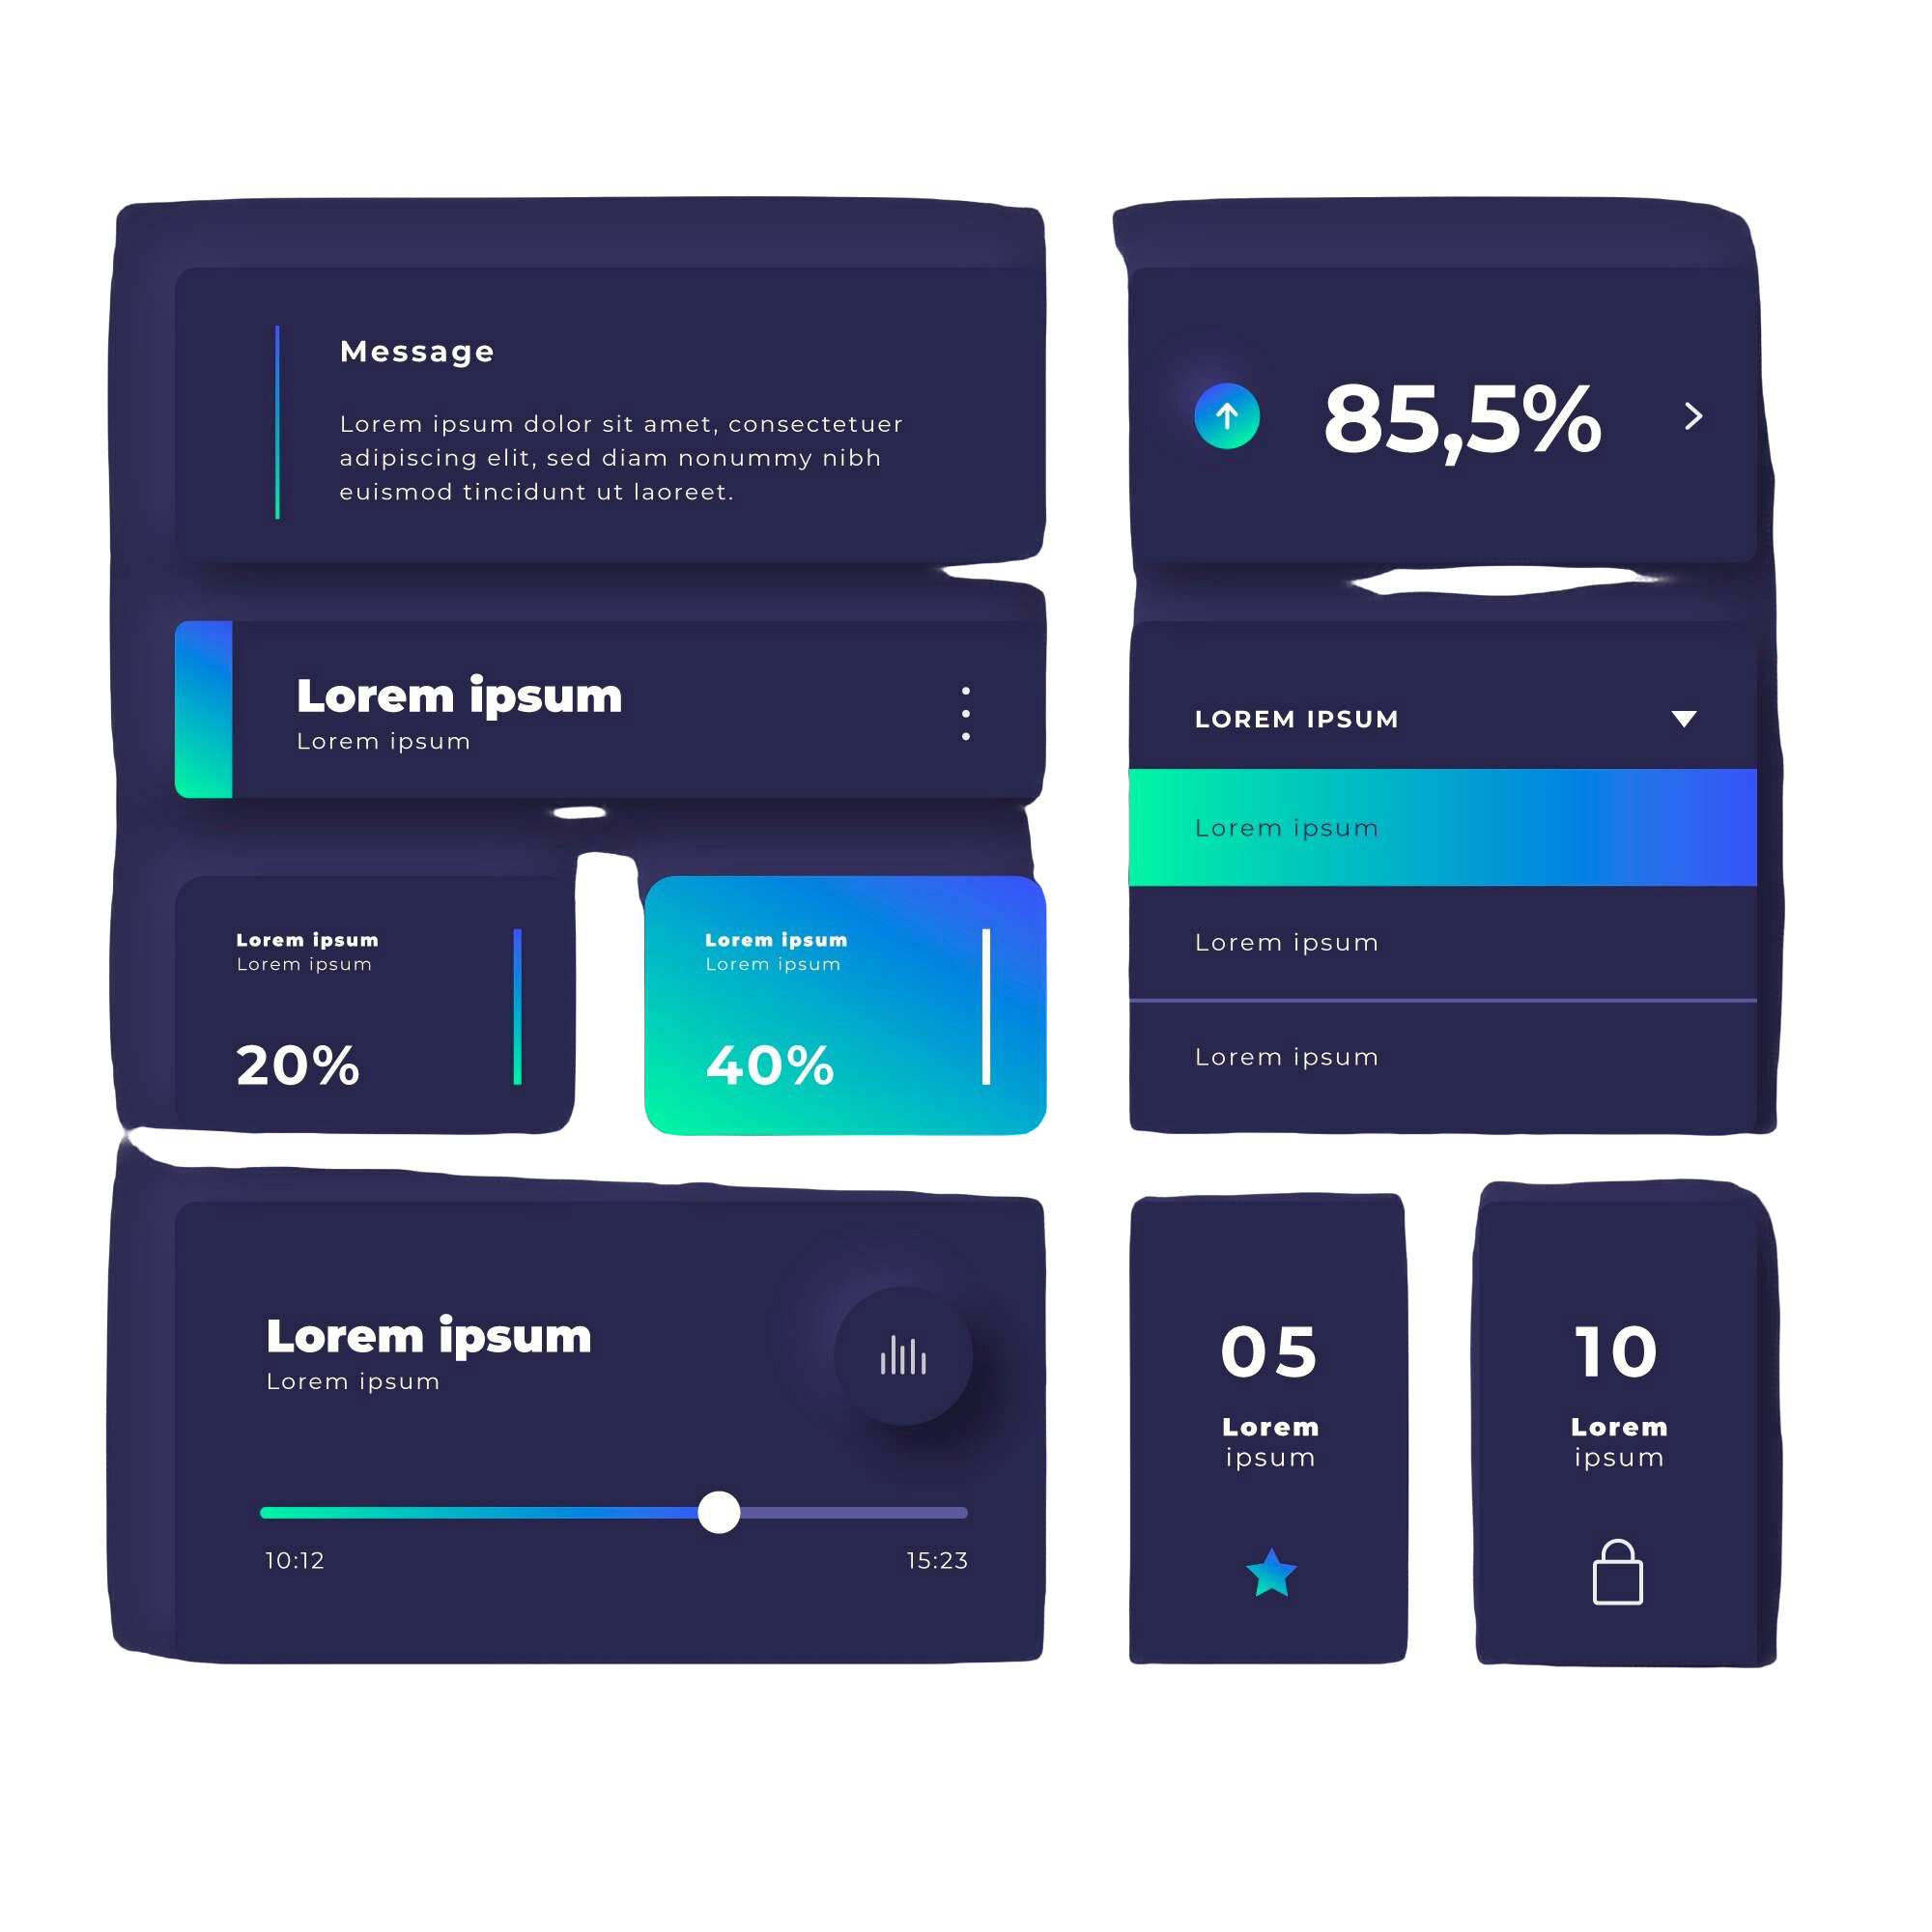 Message
Lorem ipsum dolor sit amet, consectetuer
adipiscing elit, sed diam nonummy nibh
euismod tincidunt ut laoreet.
85,5%
Lorem ipsum
Lorem ipsum
LOREM IPSUM
Lorem ipsum
Lorem ipsum
Lorem ipsum
Lorem ipsum
Lorem ipsum
20%
Lorem ipsum
Lorem ipsum
40%
Lorem ipsum
Lorem ipsum
10:12
15:23
05
Lorem
ipsum
10
Lorem
ipsum